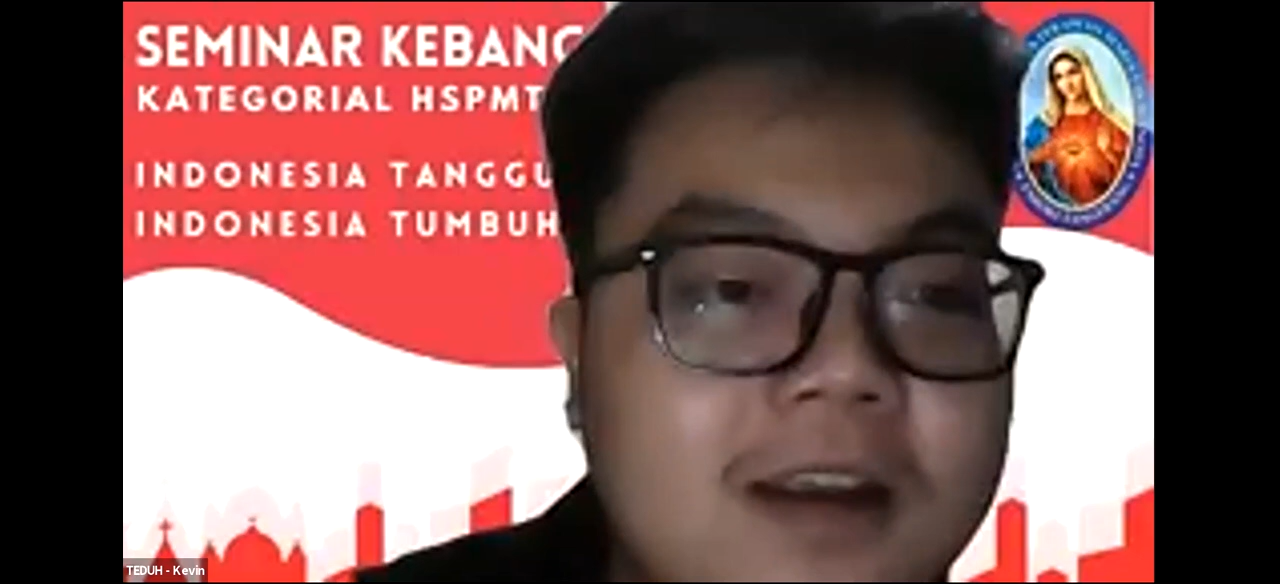 SEMINAR KEBANG
KATEGORIAL HSPMT
INDONESIA TANGGU
INDONESIA TUMBUH
TEDUH - Kevin